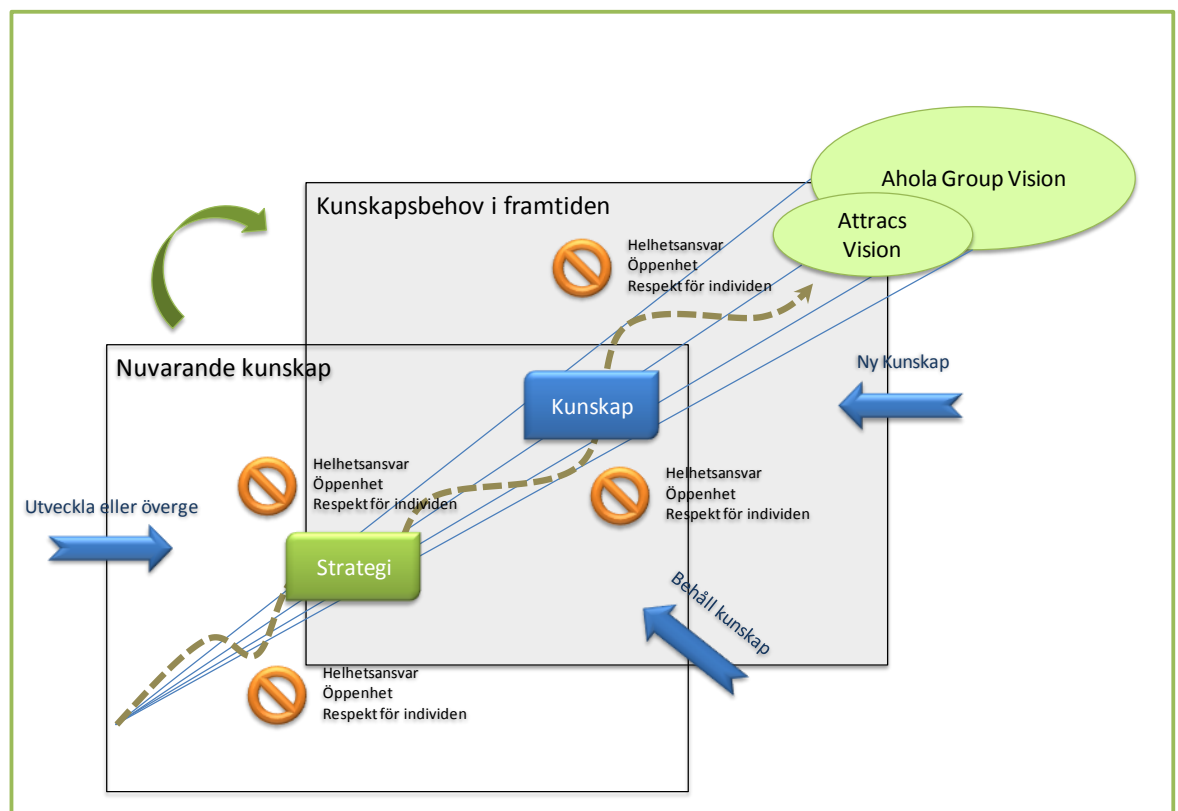 Ahola Group Vision
Kunskapsbehov i framtiden
Attracs
Vision
Helhetsansvar
Öppenhet
Respekt för individen
Nuvarande kunskap
Ny Kunskap
Kunskap
Helhetsansvar
Öppenhet
Respekt för individen
Helhetsansvar
Öppenhet
Respekt för individen
Utveckla eller överge
Strategi
Behåll kunskap
Helhetsansvar
Öppenhet
Respekt för individen